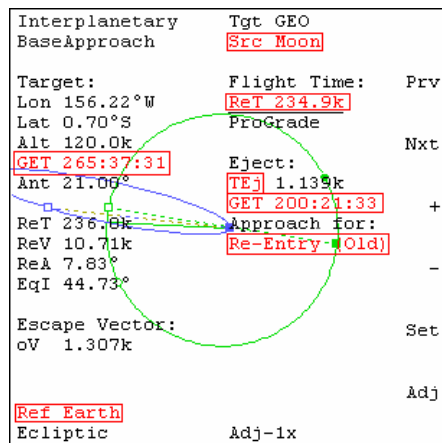 Interplanetary Tgt GEO
BaseApproach Src Moon
Target: Flight Time: Prv
Lon 156.22°W ReT 234.9k
Lat 0.70°S ProGrade
Alt 120.0k Nxt
GET 265:37:31 Eject:
Ant 21.00° TEj 1.139k
GET 200:21:33 +
ReT 236.0k Approach for:
ReV 10.71k Re-Entry (Old)
ReA 7.83° -
EqI 44.73°
Escape Vector: Set
oV 1.307k
Adj
Ref Earth
Ecliptic Adj-1x